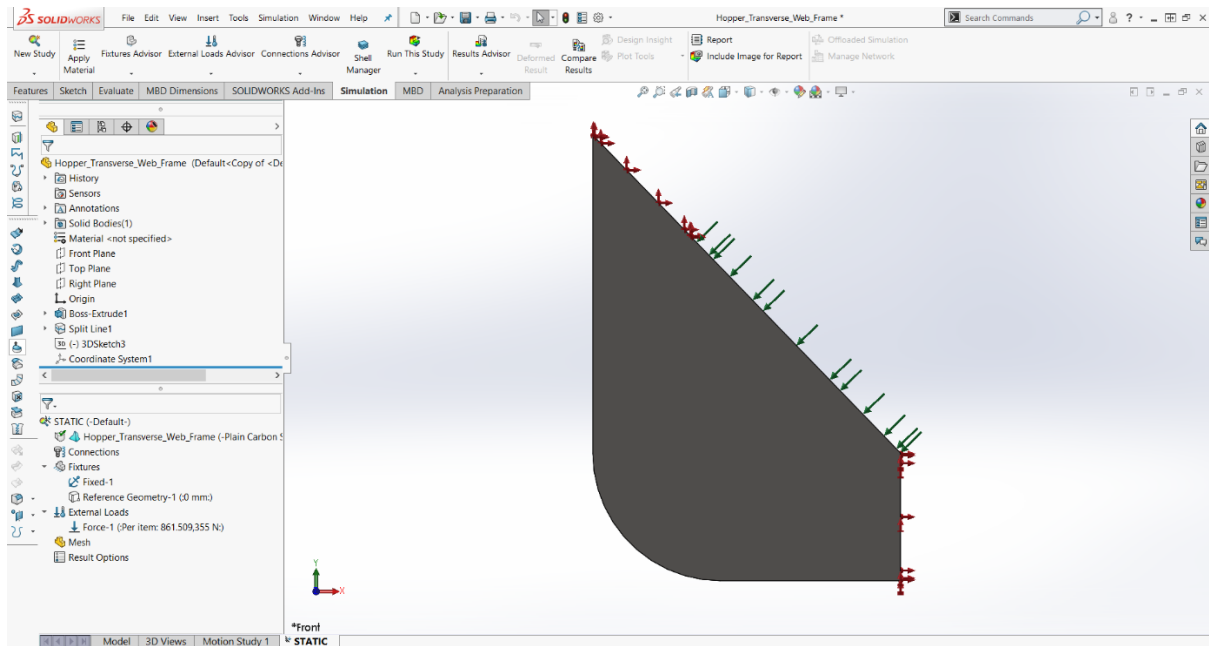 SOLIDWORKS File Edit View Insert Tools Simulation Window Help Hopper_Transverse_Web_Frame * Search Commands ?
New Study Apply Material Fixtures Advisor External Loads Advisor Connections Advisor Shell Manager Run This Study Results Advisor Deformed Result Compare Results Design Insight Plot Tools Report Include Image for Report Offloaded Simulation Manage Network
Features Sketch Evaluate MBD Dimensions SOLIDWORKS Add-Ins Simulation MBD Analysis Preparation
Hopper_Transverse_Web_Frame (Default<Copy of <De
History
Sensors
Annotations
Solid Bodies(1)
Material <not specified>
Front Plane
Top Plane
Right Plane
Origin
Boss-Extrude1
Split Line1
3D (-) 3DSketch3
Coordinate System1
STATIC (-Default-)
Hopper_Transverse_Web_Frame (-Plain Carbon S
Connections
Fixtures
Fixed-1
Reference Geometry-1 (:0 mm:)
External Loads
Force-1 (:Per item: 861.509,355 N:)
Mesh
Result Options
Y
X
*Front
Model 3D Views Motion Study 1 STATIC